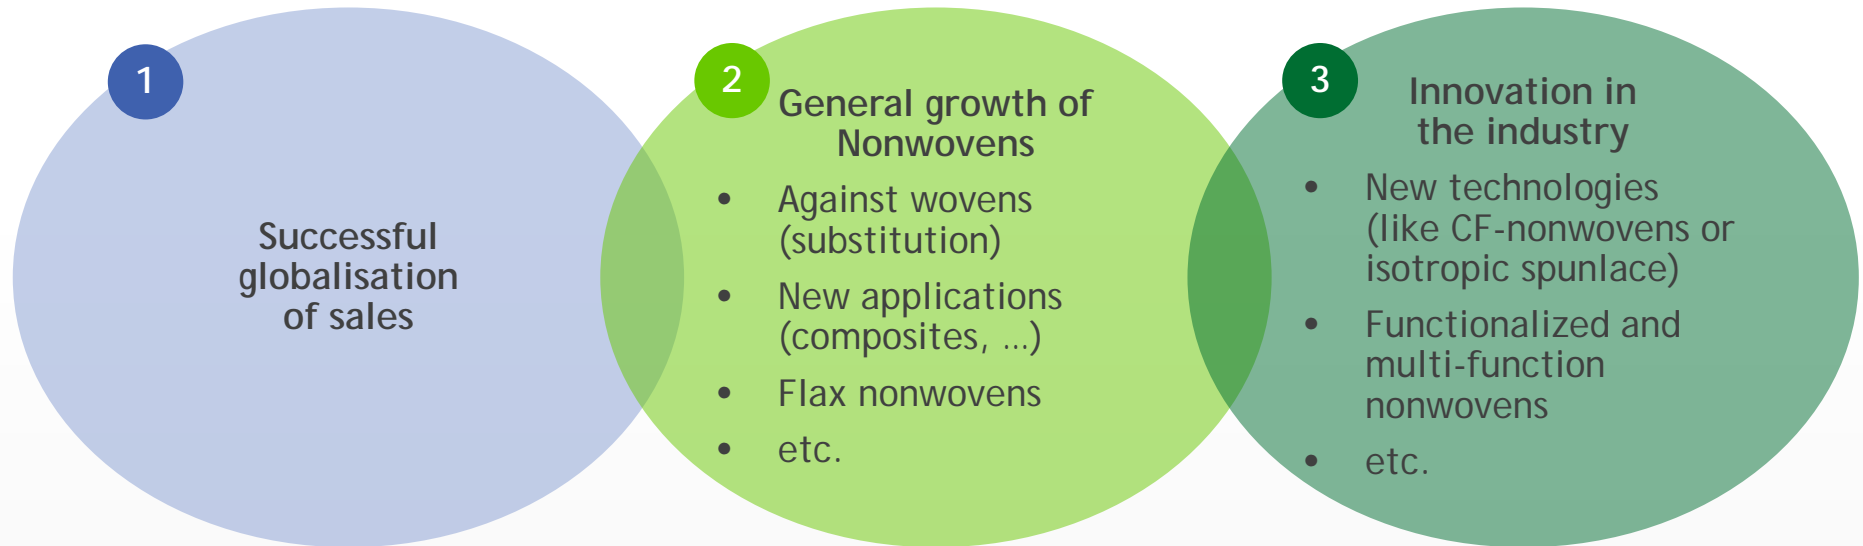 1
Successful
globalisation
of sales
2
General growth of
Nonwovens
• Against wovens
(substitution)
• New applications
(composites, ...)
• Flax nonwovens
• etc.
3
Innovation in
the industry
• New technologies
(like CF-nonwovens or
isotropic spunlace)
• Functionalized and
multi-function
nonwovens
• etc.